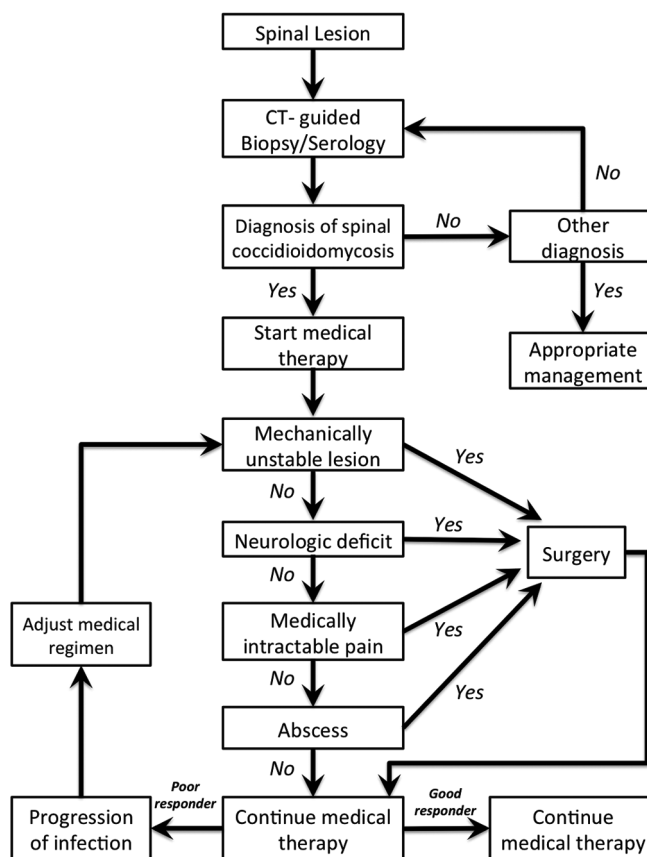 Spinal Lesion
CT- guided
Biopsy/Serology
No
Diagnosis of spinal
coccidioidomycosis
No
Other
diagnosis
Yes
Yes
Start medical
therapy
Appropriate
management
Mechanically
unstable lesion
Yes
No
Neurologic deficit
Yes
Surgery
No
Adjust medical
regimen
Medically
intractable pain
Yes
No
Yes
Abscess
No
Poor
responder
Good
responder
Progression
of infection
Continue medical
therapy
Continue
medical therapy